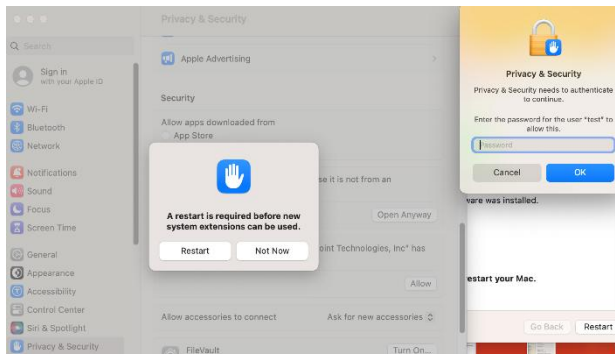 Privacy & Security
Search
Sign in
with your Apple ID
Wi-Fi
Bluetooth
Network
Notifications
Sound
Focus
Screen Time
General
Appearance
Accessibility
Control Center
Siri & Spotlight
Privacy & Security
Apple Advertising
Security
Allow apps downloaded from
App Store
se it is not from an
Open Anyway
oint Technologies, Inc" has
Allow
Allow accessories to connect
Ask for new accessories
FileVault
Turn On...
A restart is required before new
system extensions can be used.
Restart
Not Now
Privacy & Security
Privacy & Security needs to authenticate
to continue.
Enter the password for the user "test" to
allow this.
Password
Cancel
OK
ware was installed.
estart your Mac.
Go Back
Restart